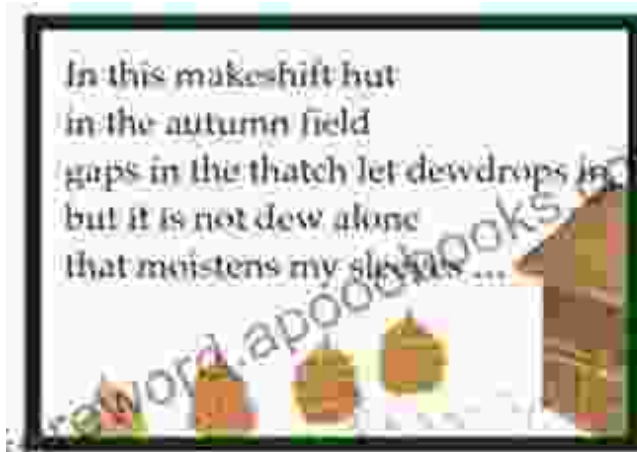 In this makeshift hut
in the autumn field
gaps in the thatch let dewdrops in,
but it is not dew alone
that moistens my sleeves ...